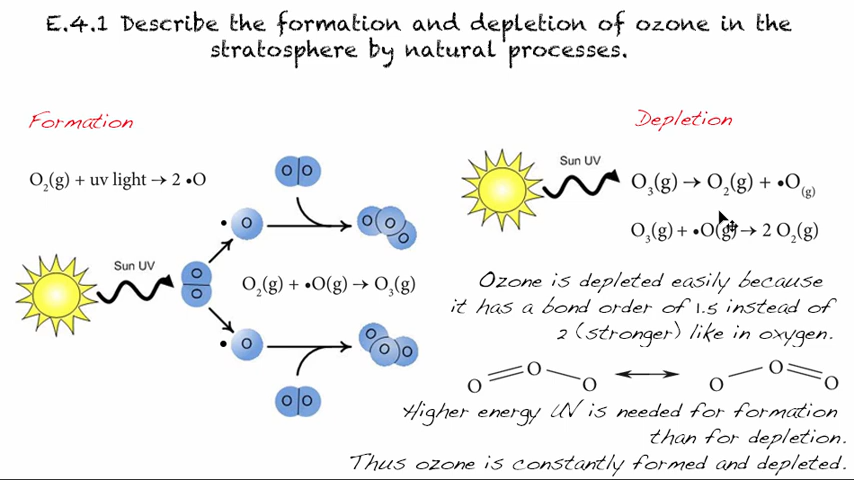 E.4.1 Describe the formation and depletion of ozone in the
stratosphere by natural processes.
Formation
O₂(g) + uv light → 2 •O
Sun UV
O
O
• O
• O
O O
O O O
O₂(g) + •O(g) → O₃(g)
O O
O O O
Depletion
Sun UV
O₃(g) → O₂(g) + •O(g)
O₃(g) + •O(g) → 2 O₂(g)
Ozone is depleted easily because
it has a bond order of 1.5 instead of
2 (stronger) like in oxygen.
O O O ↔ O O O
Higher energy UV is needed for formation
than for depletion.
Thus ozone is constantly formed and depleted.